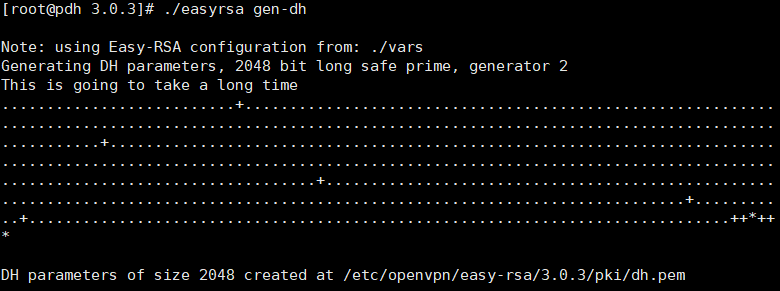 [root@pdh 3.0.3]# ./easyrsa gen-dh
Note: using Easy-RSA configuration from: ./vars
Generating DH parameters, 2048 bit long safe prime, generator 2
This is going to take a long time
..........................+...........................................................
......................................................................................
...........+..........................................................................
......................................................................................
...................................+..................................................
............................................................................+.........
..+..............................................................................++*++
*
DH parameters of size 2048 created at /etc/openvpn/easy-rsa/3.0.3/pki/dh.pem